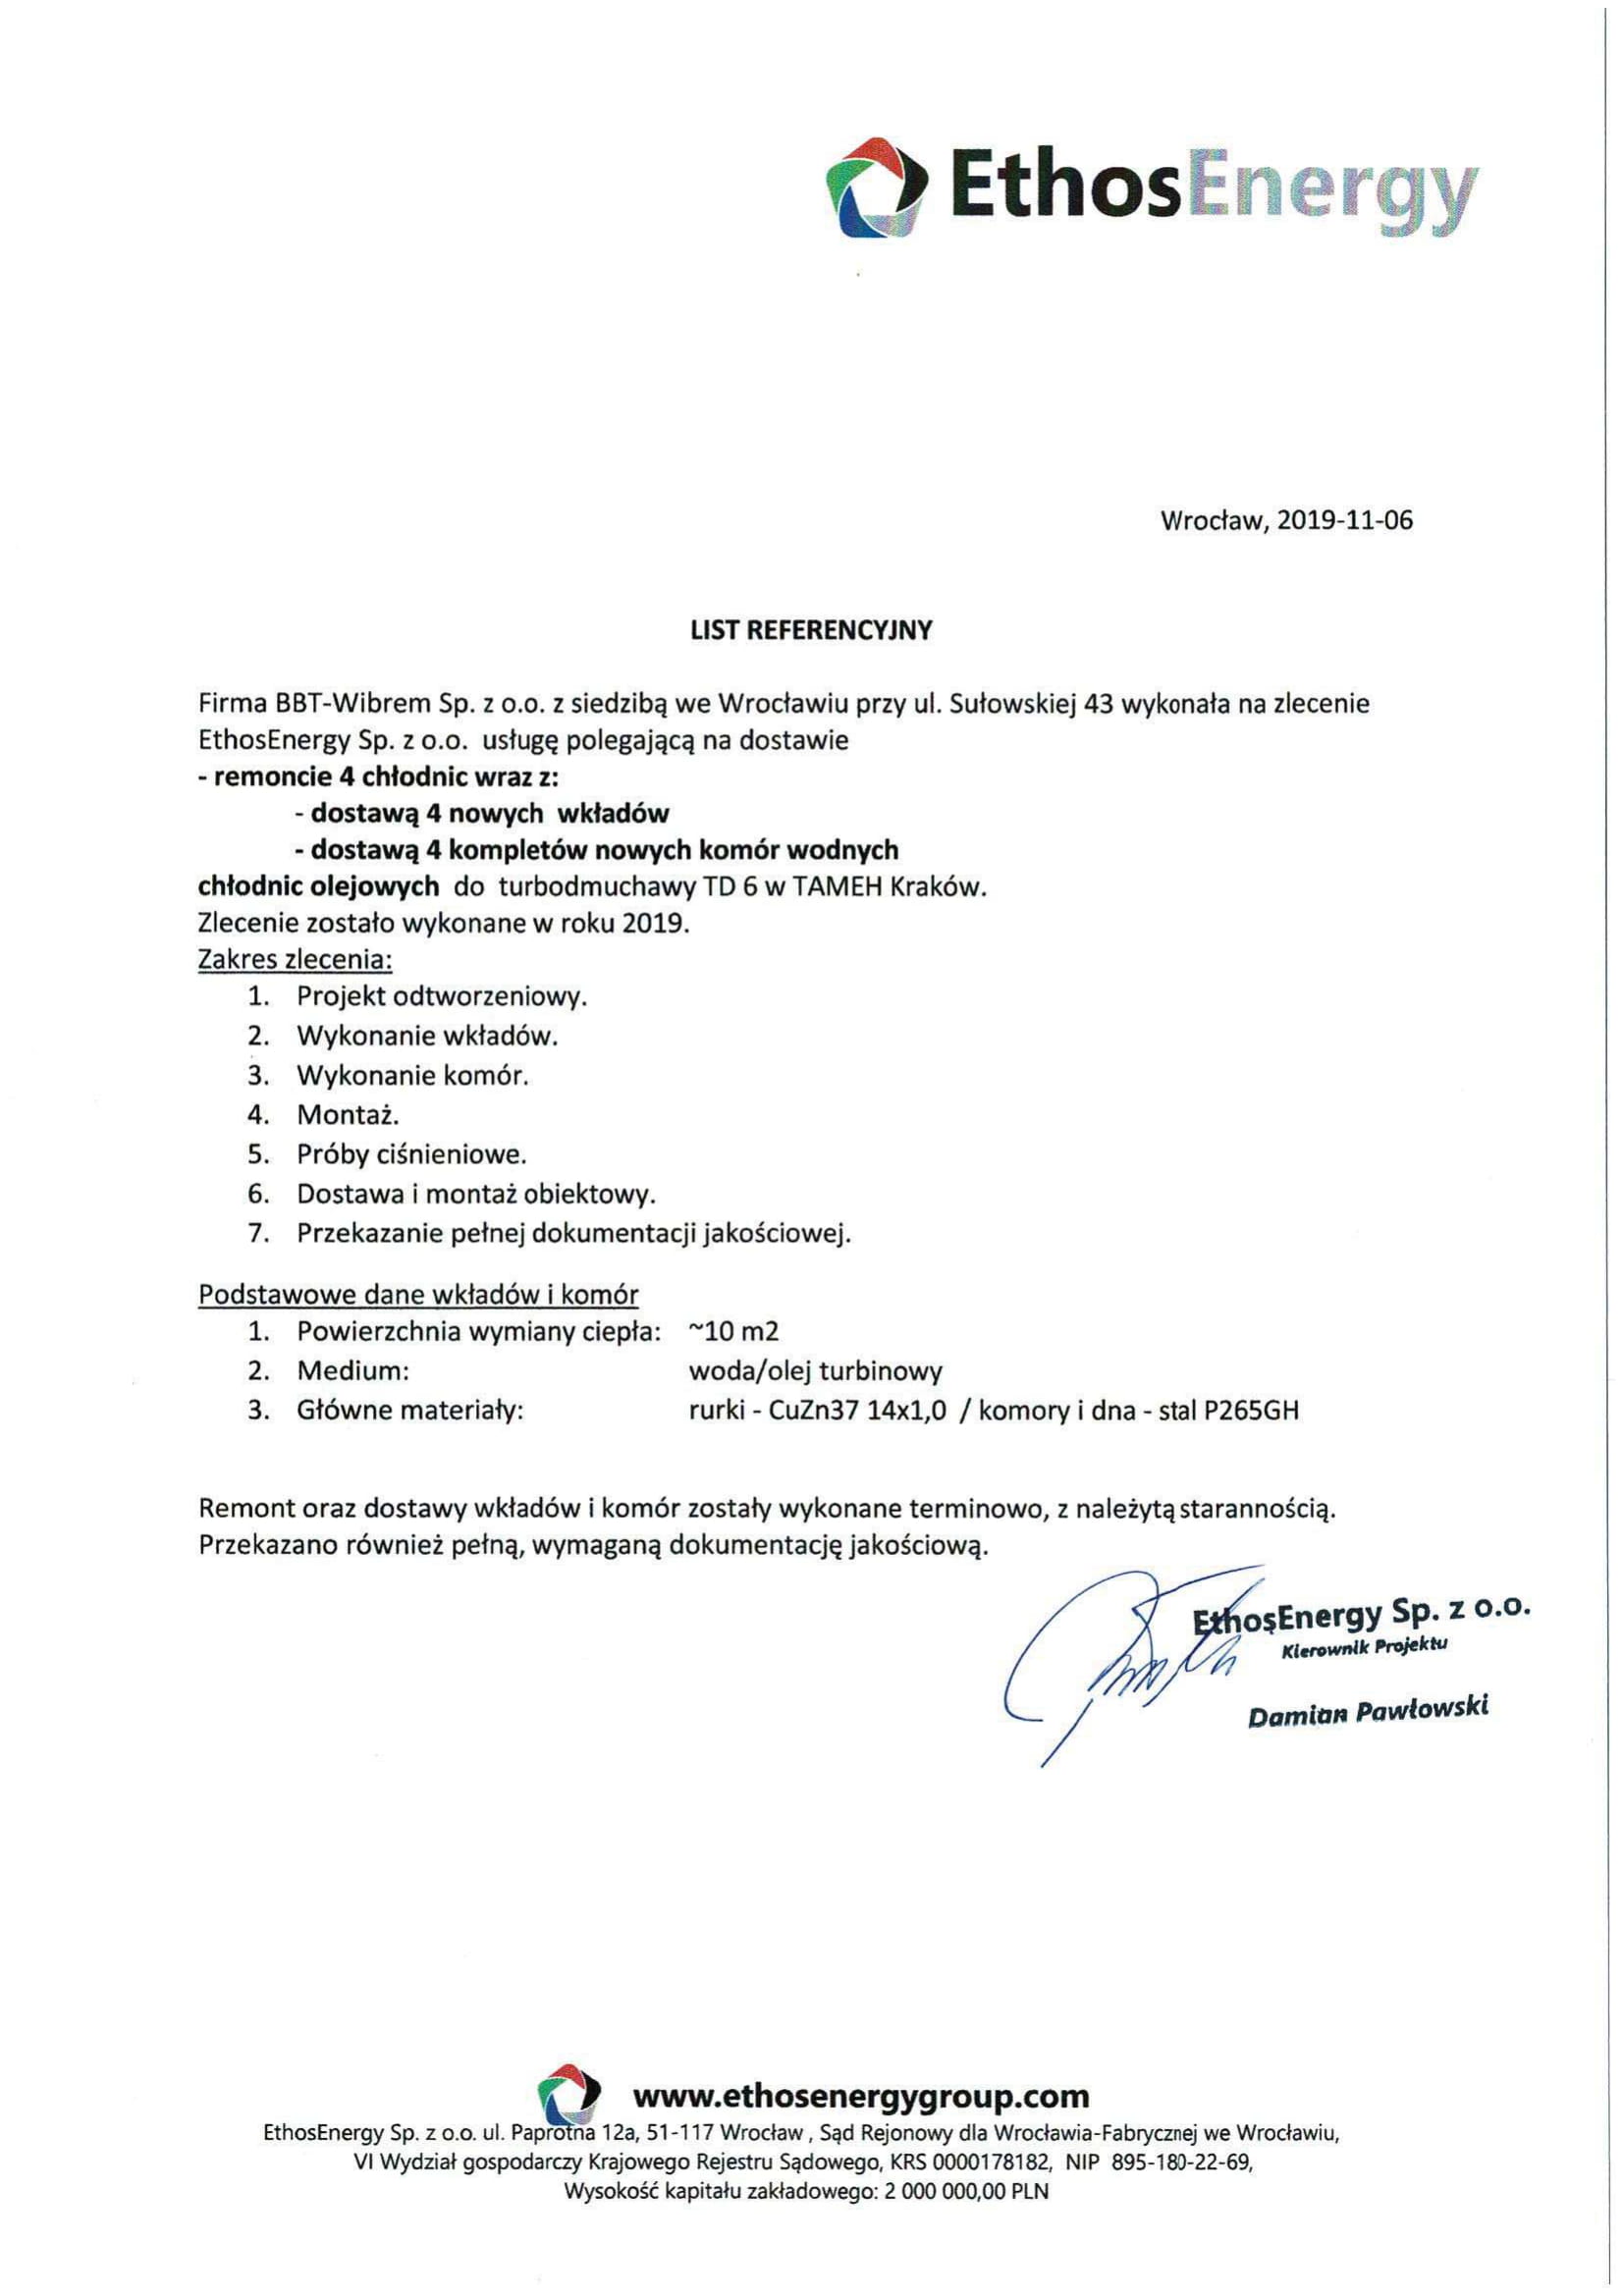 EthosEnergy
Wrocław, 2019-11-06
LIST REFERENCYJNY
Firma BBT-Wibrem Sp. z o.o. z siedzibą we Wrocławiu przy ul. Sułowskiej 43 wykonała na zlecenie
EthosEnergy Sp. z o.o. usługę polegającą na dostawie
- remoncie 4 chłodnic wraz z:
- dostawą 4 nowych wkładów
- dostawą 4 kompletów nowych komór wodnych
chłodnic olejowych do turbodmuchawy TD 6 w TAMEH Kraków.
Zlecenie zostało wykonane w roku 2019.
Zakres zlecenia:
1. Projekt odtworzeniowy.
2. Wykonanie wkładów.
3. Wykonanie komór.
4. Montaż.
5. Próby ciśnieniowe.
6. Dostawa i montaż obiektowy.
7. Przekazanie pełnej dokumentacji jakościowej.
Podstawowe dane wkładów i komór
1. Powierzchnia wymiany ciepła: ~10 m2
2. Medium: woda/olej turbinowy
3. Główne materiały: rurki - CuZn37 14x1,0 / komory i dna - stal P265GH
Remont oraz dostawy wkładów i komór zostały wykonane terminowo, z należytą starannością.
Przekazano również pełną, wymaganą dokumentację jakościową.
EthosEnergy Sp. z o.o.
Kierownik Projektu
Damian Pawłowski
www.ethosenergygroup.com
EthosEnergy Sp. z o.o. ul. Paprotna 12a, 51-117 Wrocław , Sąd Rejonowy dla Wrocławia-Fabrycznej we Wrocławiu,
VI Wydział gospodarczy Krajowego Rejestru Sądowego, KRS 0000178182, NIP 895-180-22-69,
Wysokość kapitału zakładowego: 2 000 000,00 PLN